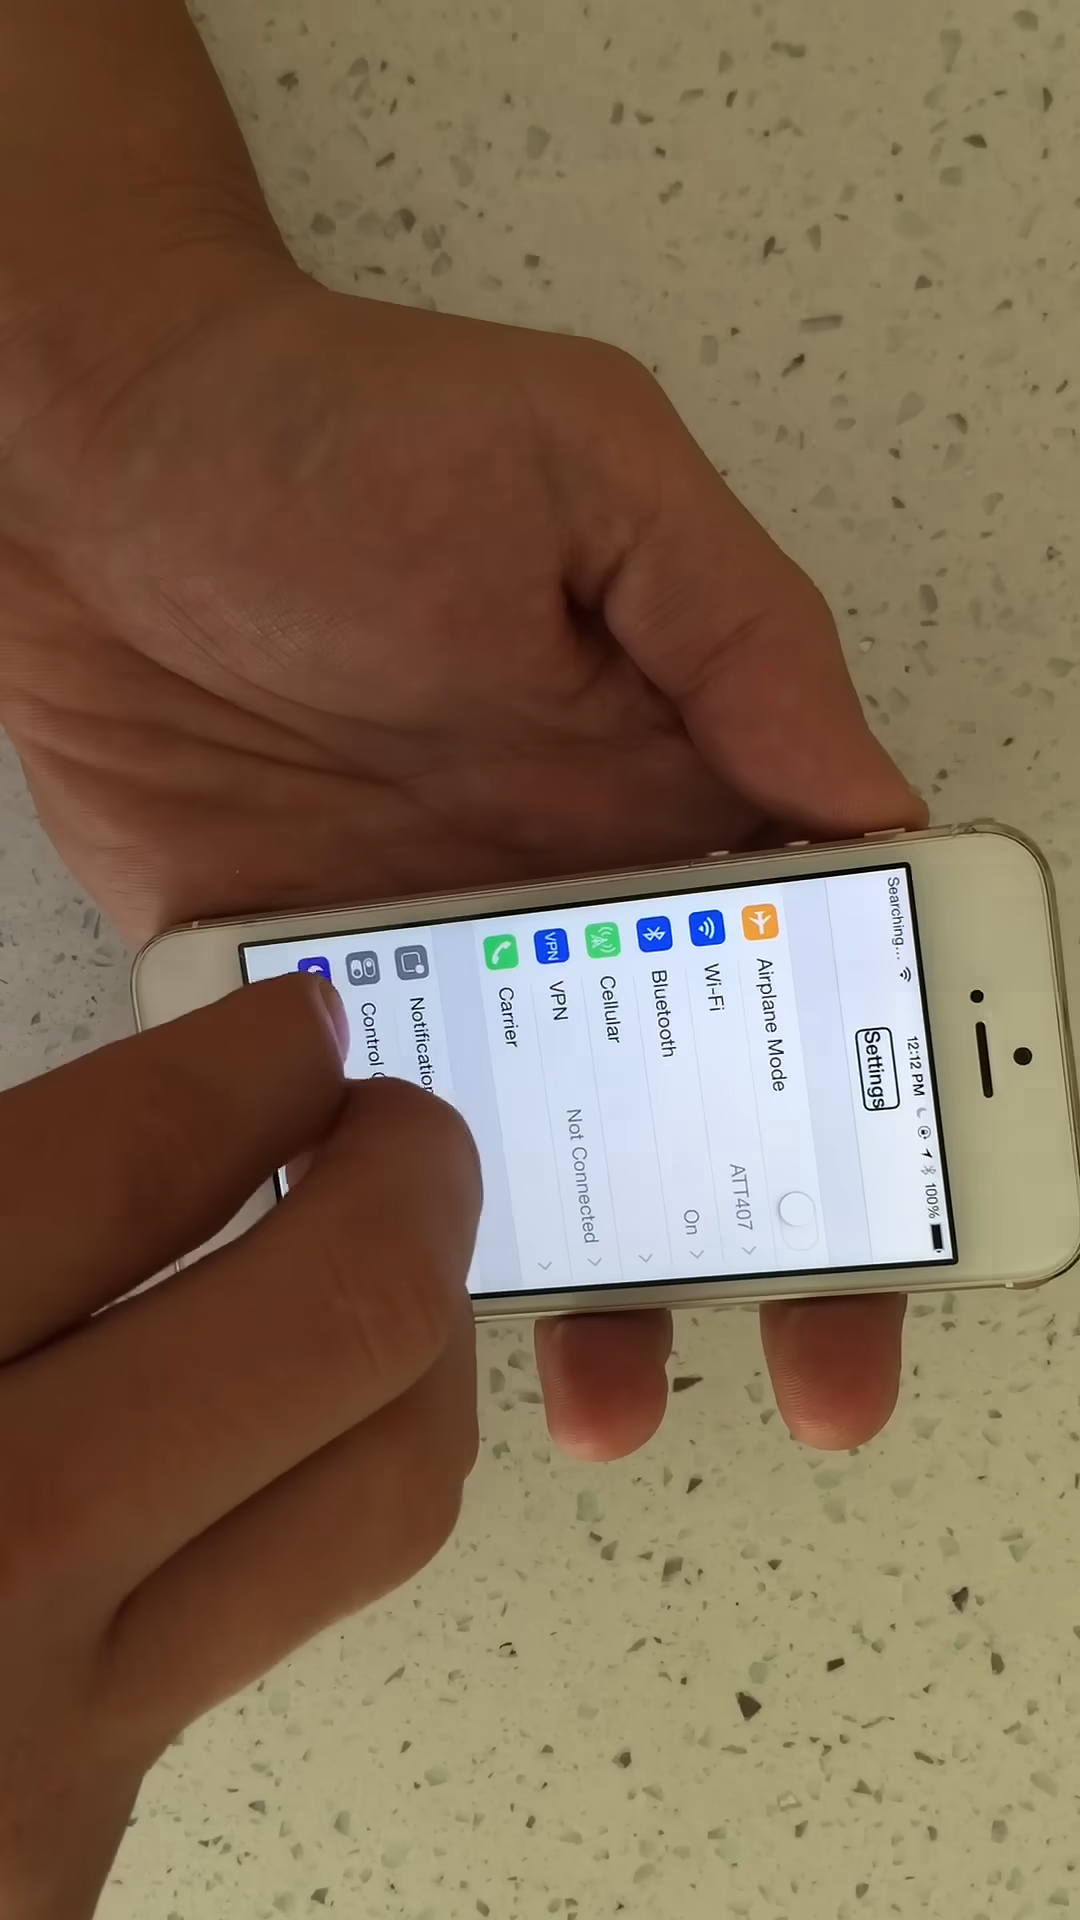 Searching... 12:12 PM 100%
Settings
Airplane Mode
Wi-Fi ATT407
Bluetooth On
Cellular
VPN VPN Not Connected
Carrier
Notification
Control